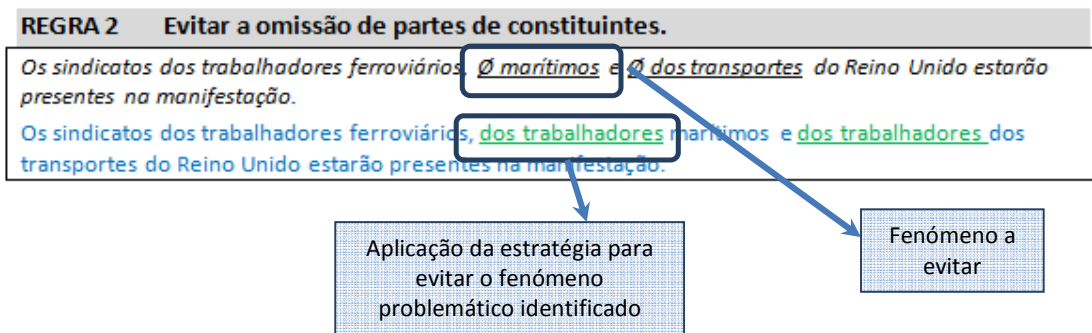 REGRA 2 Evitar a omissão de partes de constituintes.
Os sindicatos dos trabalhadores ferroviários, Ø marítimos e Ø dos transportes do Reino Unido estarão
presentes na manifestação.
Os sindicatos dos trabalhadores ferroviários, dos trabalhadores marítimos e dos trabalhadores dos
transportes do Reino Unido estarão presentes na manifestação.
Aplicação da estratégia para
evitar o fenómeno
problemático identificado
Fenómeno a
evitar